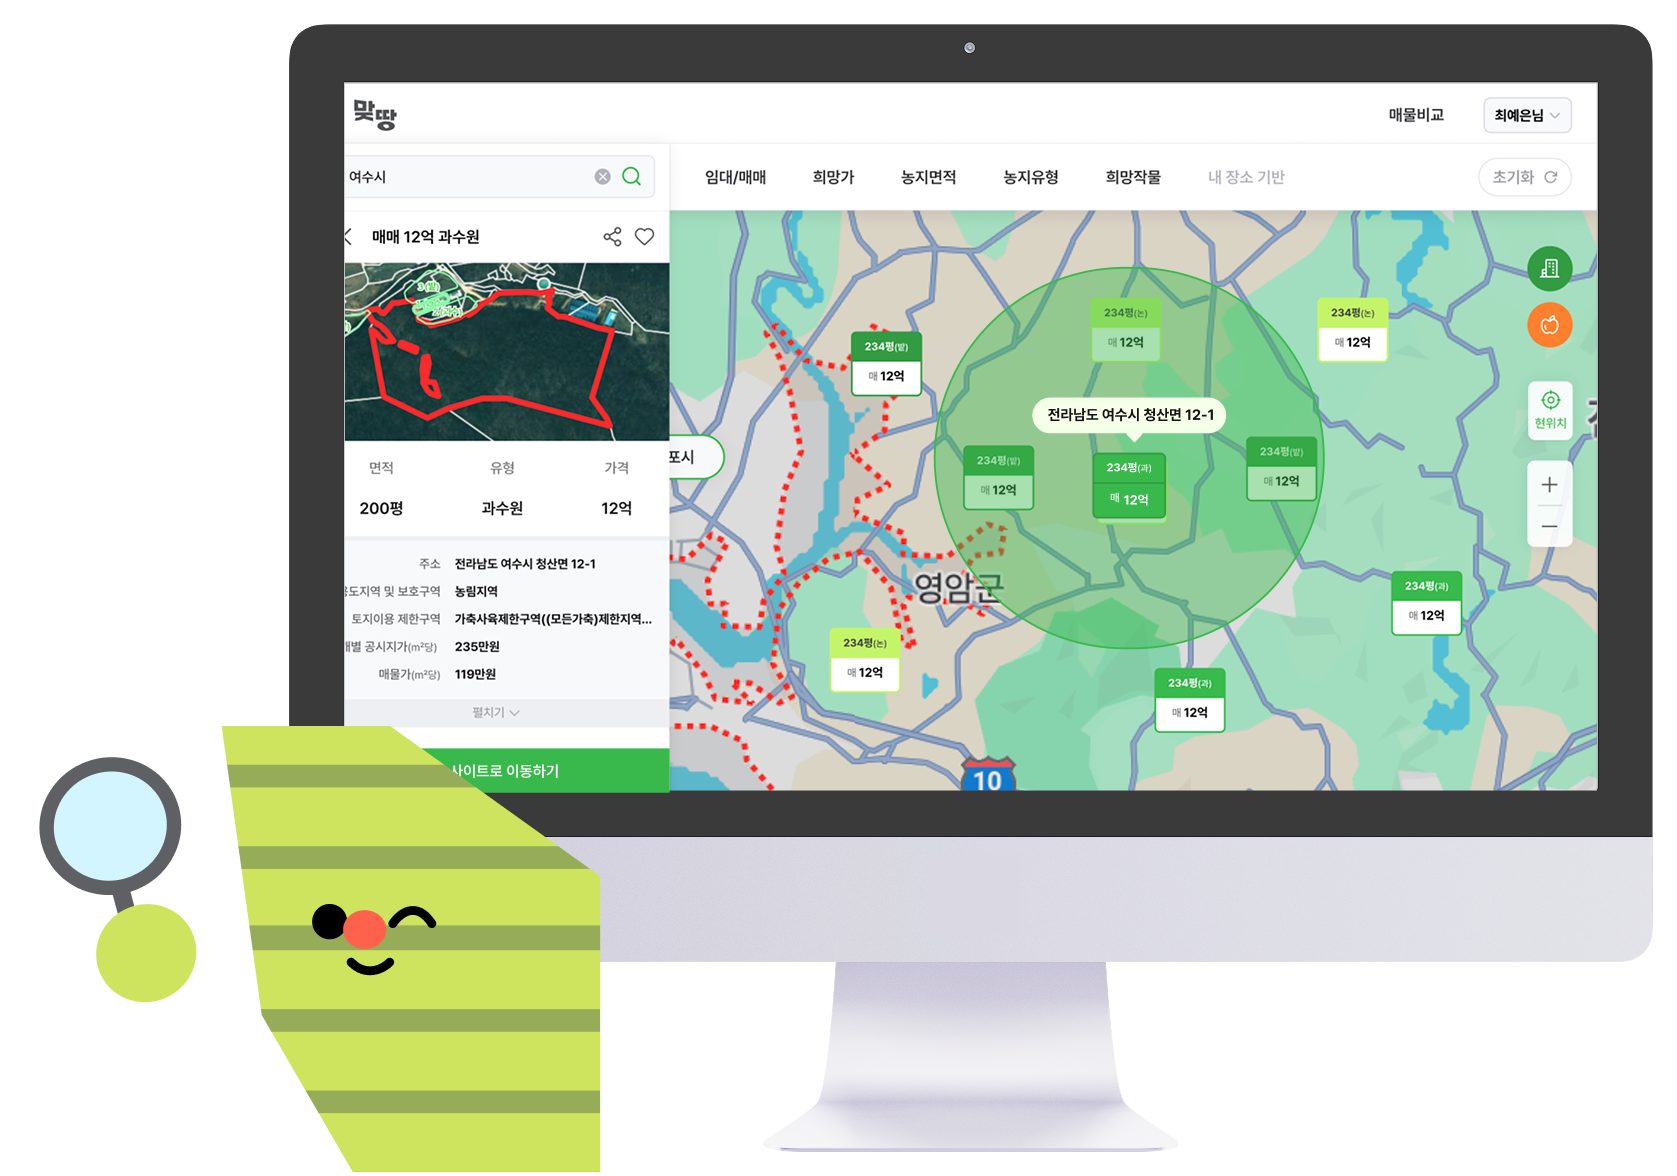 맞땅
매물비교
최예은님
여수시
임대/매매
희망가
농지면적
농지유형
희망작물
내 장소 기반
초기화
매매 12억 과수원
3(밭)
면적 유형 가격
200평 과수원 12억
주소 전라남도 여수시 청산면 12-1
용도지역 및 보호구역 농림지역
토지이용 제한구역 가축사육제한구역((모든가축)제한지역...
개별 공시지가(m²당) 235만원
매물가(m²당) 119만원
펼치기
사이트로 이동하기
포시
234평(밭)
매 12억
234평(논)
매 12억
234평(논)
매 12억
전라남도 여수시 청산면 12-1
234평(밭)
매 12억
234평(과)
매 12억
234평(밭)
매 12억
현위치
영암군
234평(과)
매 12억
234평(논)
매 12억
234평(과)
매 12억
10